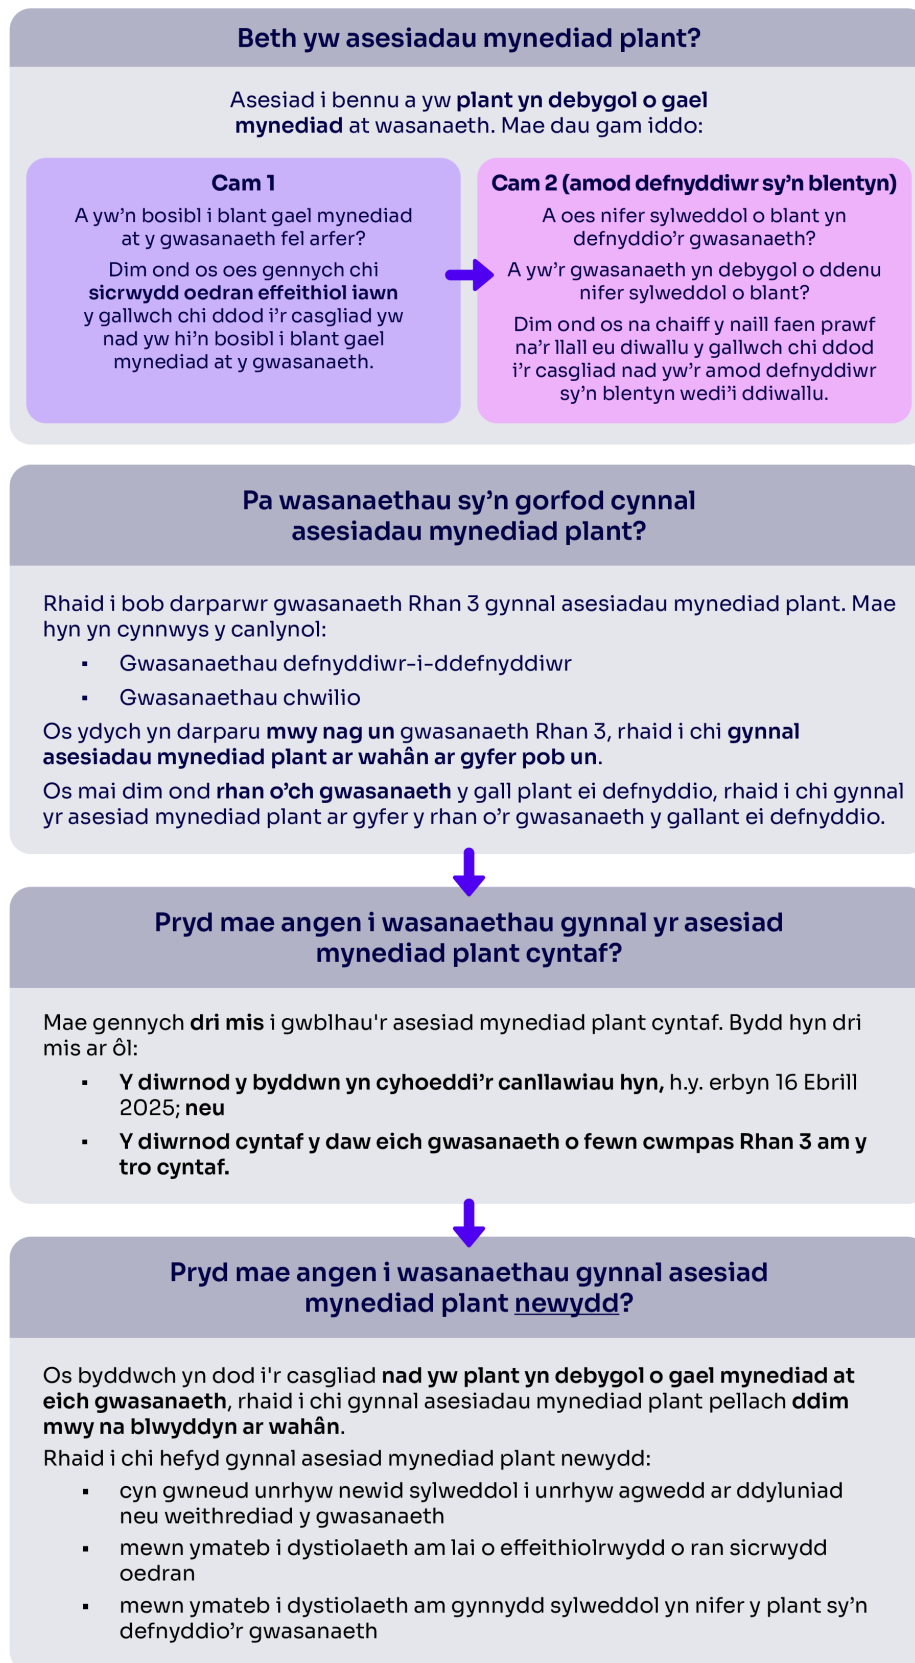 Beth yw asesiadau mynediad plant?
Asesiad i bennu a yw plant yn debygol o gael
mynediad at wasanaeth. Mae dau gam iddo:
Cam 1
A yw’n bosibl i blant gael mynediad
at y gwasanaeth fel arfer?
Dim ond os oes gennych chi
sicrwydd oedran effeithiol iawn
y gallwch chi ddod i’r casgliad yw
nad yw hi’n bosibl i blant gael
mynediad at y gwasanaeth.
Cam 2 (amod defnyddiwr sy’n blentyn)
A oes nifer sylweddol o blant yn
defnyddio’r gwasanaeth?
A yw’r gwasanaeth yn debygol o ddenu
nifer sylweddol o blant?
Dim ond os na chaiff y naill faen prawf
na’r llall eu diwallu y gallwch chi ddod
i’r casgliad nad yw’r amod defnyddiwr
sy’n blentyn wedi’i ddiwallu.
Pa wasanaethau sy’n gorfod cynnal
asesiadau mynediad plant?
Rhaid i bob darparwr gwasanaeth Rhan 3 gynnal asesiadau mynediad plant. Mae
hyn yn cynnwys y canlynol:
▪ Gwasanaethau defnyddiwr-i-ddefnyddiwr
▪ Gwasanaethau chwilio
Os ydych yn darparu mwy nag un gwasanaeth Rhan 3, rhaid i chi gynnal
asesiadau mynediad plant ar wahân ar gyfer pob un.
Os mai dim ond rhan o’ch gwasanaeth y gall plant ei defnyddio, rhaid i chi gynnal
yr asesiad mynediad plant ar gyfer y rhan o’r gwasanaeth y gallant ei defnyddio.
Pryd mae angen i wasanaethau gynnal yr asesiad
mynediad plant cyntaf?
Mae gennych dri mis i gwblhau'r asesiad mynediad plant cyntaf. Bydd hyn dri
mis ar ôl:
▪ Y diwrnod y byddwn yn cyhoeddi’r canllawiau hyn, h.y. erbyn 16 Ebrill
2025; neu
▪ Y diwrnod cyntaf y daw eich gwasanaeth o fewn cwmpas Rhan 3 am y
tro cyntaf.
Pryd mae angen i wasanaethau gynnal asesiad
mynediad plant newydd?
Os byddwch yn dod i'r casgliad nad yw plant yn debygol o gael mynediad at
eich gwasanaeth, rhaid i chi gynnal asesiadau mynediad plant pellach ddim
mwy na blwyddyn ar wahân.
Rhaid i chi hefyd gynnal asesiad mynediad plant newydd:
▪ cyn gwneud unrhyw newid sylweddol i unrhyw agwedd ar ddyluniad
neu weithrediad y gwasanaeth
▪ mewn ymateb i dystiolaeth am lai o effeithiolrwydd o ran sicrwydd
oedran
▪ mewn ymateb i dystiolaeth am gynnydd sylweddol yn nifer y plant sy’n
defnyddio’r gwasanaeth